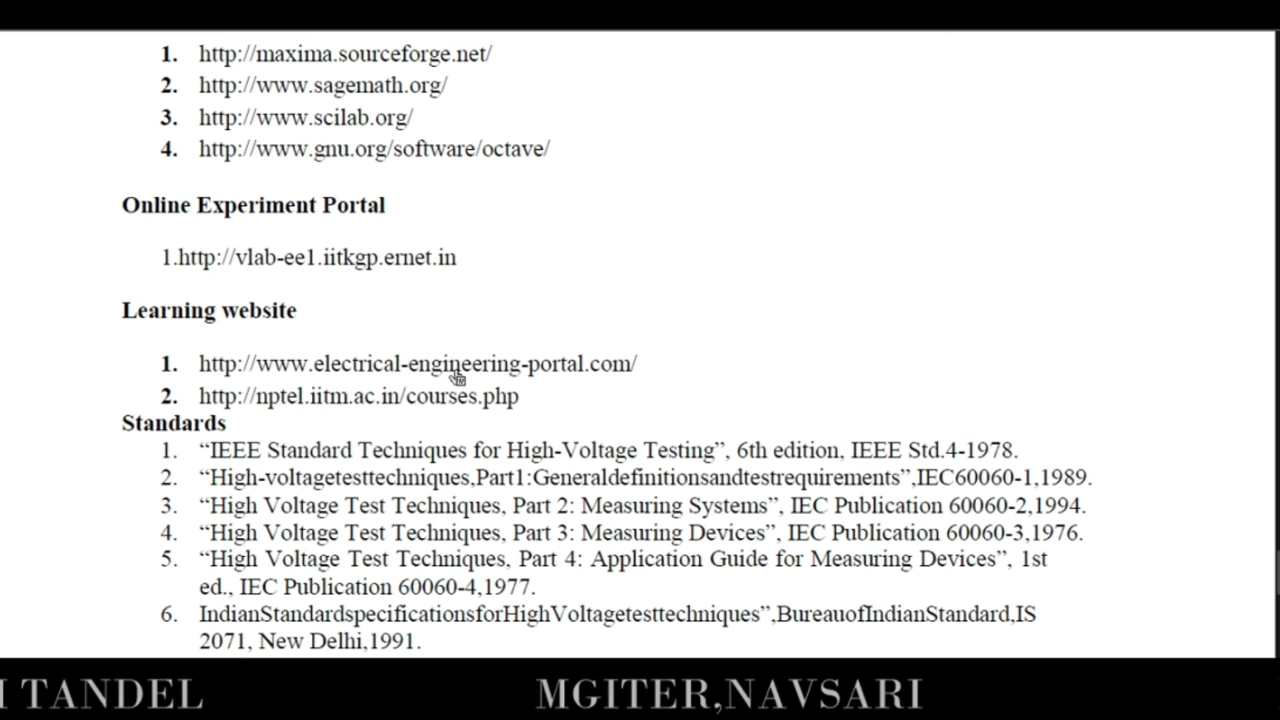 1. http://maxima.sourceforge.net/
2. http://www.sagemath.org/
3. http://www.scilab.org/
4. http://www.gnu.org/software/octave/
Online Experiment Portal
1.http://vlab-ee1.iitkgp.ernet.in
Learning website
1. http://www.electrical-engineering-portal.com/
2. http://nptel.iitm.ac.in/courses.php
Standards
1. “IEEE Standard Techniques for High-Voltage Testing”, 6th edition, IEEE Std.4-1978.
2. “High-voltagetesttechniques,Part1:Generaldefinitionsandtestrequirements”,IEC60060-1,1989.
3. “High Voltage Test Techniques, Part 2: Measuring Systems”, IEC Publication 60060-2,1994.
4. “High Voltage Test Techniques, Part 3: Measuring Devices”, IEC Publication 60060-3,1976.
5. “High Voltage Test Techniques, Part 4: Application Guide for Measuring Devices”, 1st
ed., IEC Publication 60060-4,1977.
6. IndianStandardspecificationsforHighVoltagetesttechniques”,BureauofIndianStandard,IS
2071, New Delhi,1991.
I TANDEL MGITER,NAVSARI